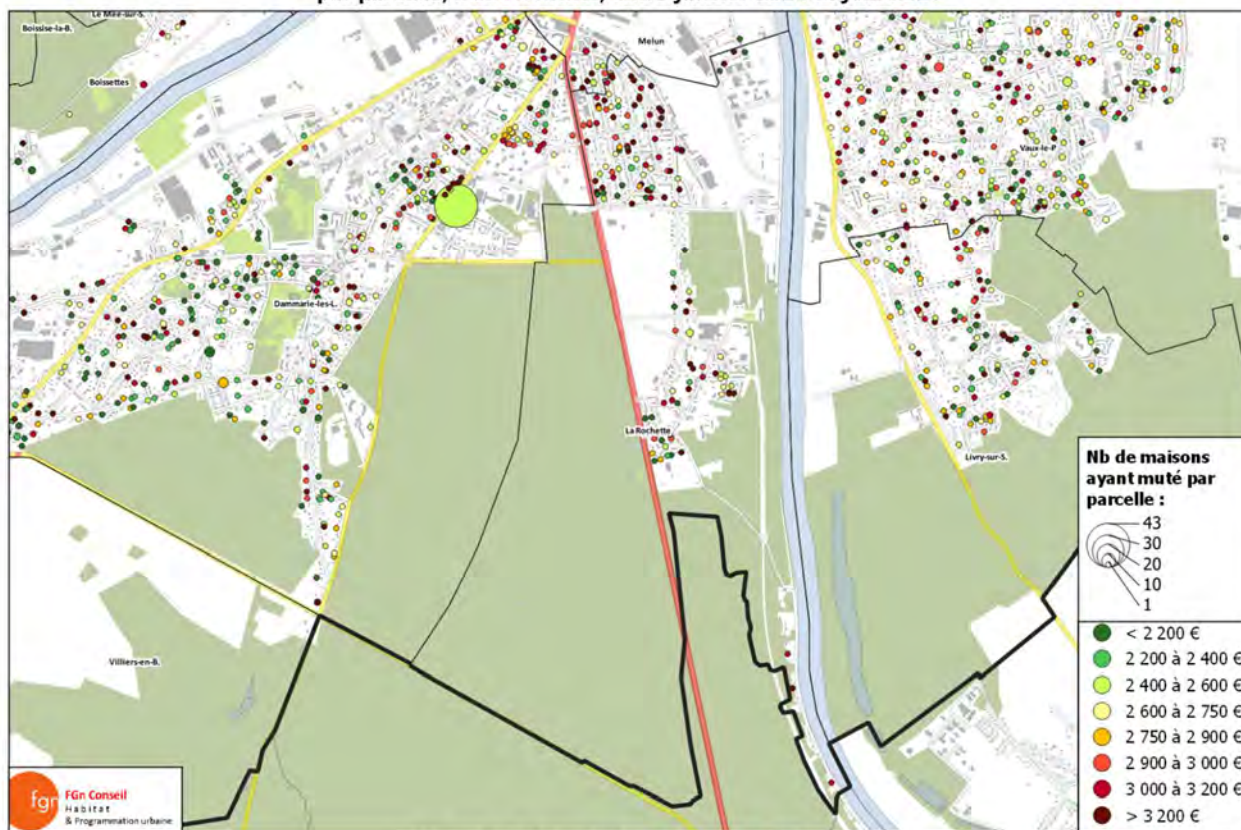 Le Mée-sur-S.
Boissise-la-B.
Melun
Boissettes
Vaux-le-P
Dammarie-les-L.
La Rochette
Livry-sur-S.
Villiers-en-B.
Nb de maisons
ayant muté par
parcelle :
43
30
20
10
1
< 2 200 €
2 200 à 2 400 €
2 400 à 2 600 €
2 600 à 2 750 €
2 750 à 2 900 €
2 900 à 3 000 €
3 000 à 3 200 €
> 3 200 €
fgn
FGn Conseil
Habitat
& Programmation urbaine